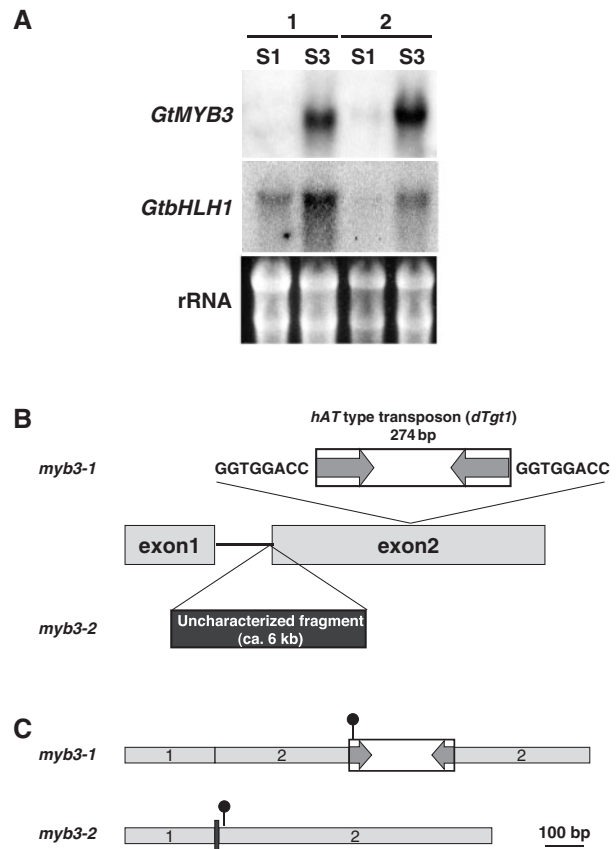 A
1 2
S1 S3 S1 S3
GtMYB3
GtbHLH1
rRNA
B
hAT type transposon (dTgt1)
274 bp
myb3-1
GGTGGACC GGTGGACC
exon1 exon2
Uncharacterized fragment
(ca. 6 kb)
myb3-2
C
myb3-1
1 2 2
myb3-2
1 2
100 bp